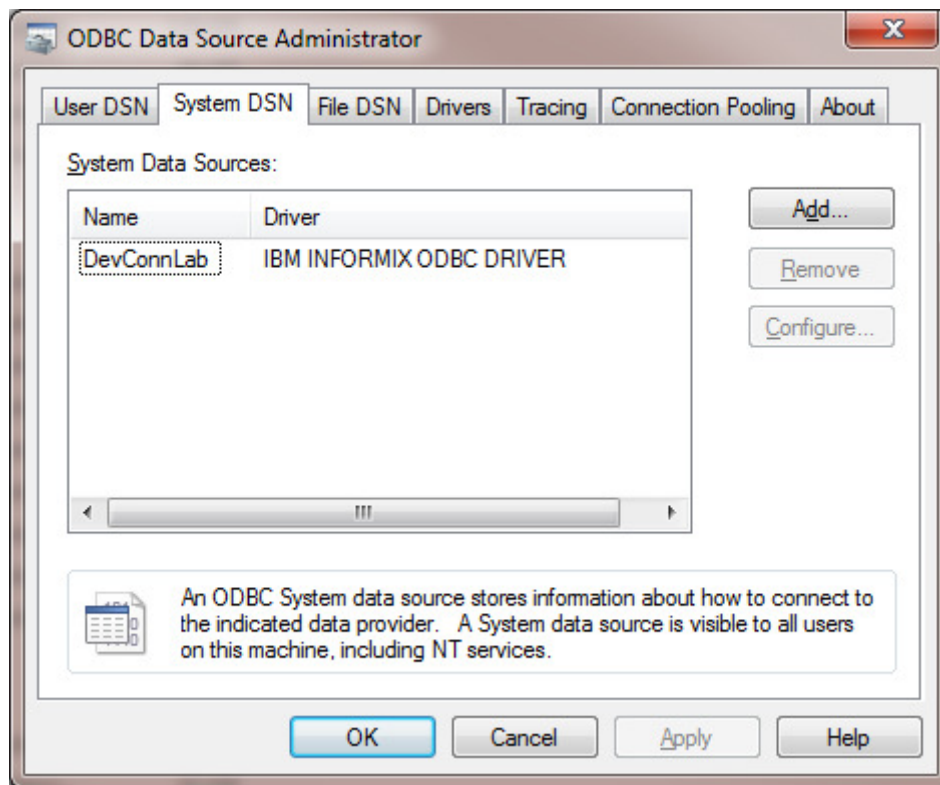 ODBC Data Source Administrator
User DSN System DSN File DSN Drivers Tracing Connection Pooling About
System Data Sources:
Name Driver
DevConnLab IBM INFORMIX ODBC DRIVER
Add...
Remove
Configure...
An ODBC System data source stores information about how to connect to
the indicated data provider. A System data source is visible to all users
on this machine, including NT services.
OK Cancel Apply Help